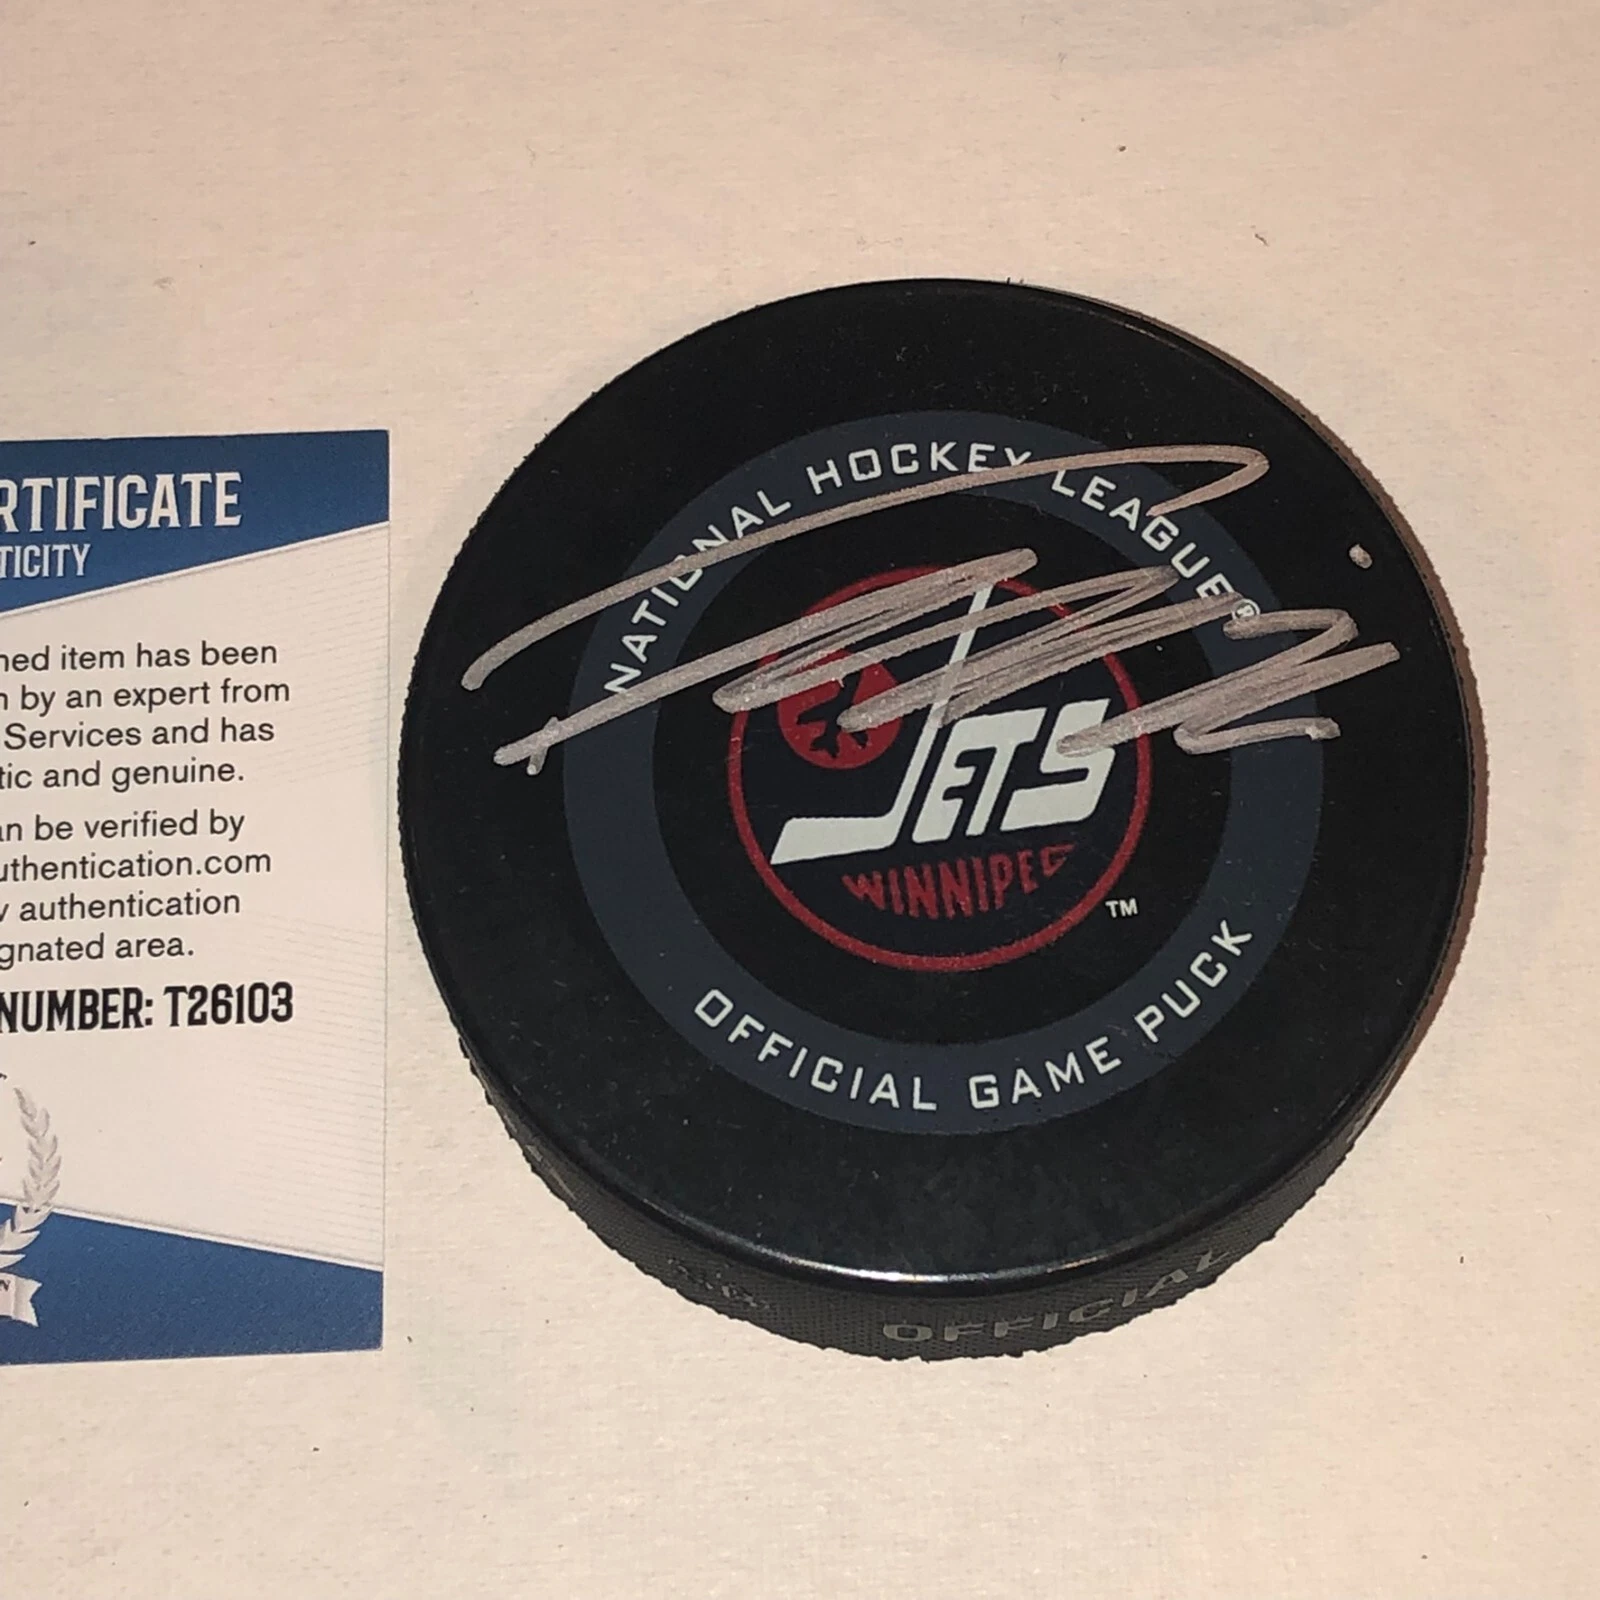 RTIFICATE
TICITY
ned item has been
by an expert from
Services and has
tic and genuine.
an be verified by
uthentication.com
y authentication
gnated area.
NUMBER: T26103
NATIONAL HOCKEY LEAGUE®
JETS
WINNIPEG
TM
OFFICIAL GAME PUCK
OFFICIAL